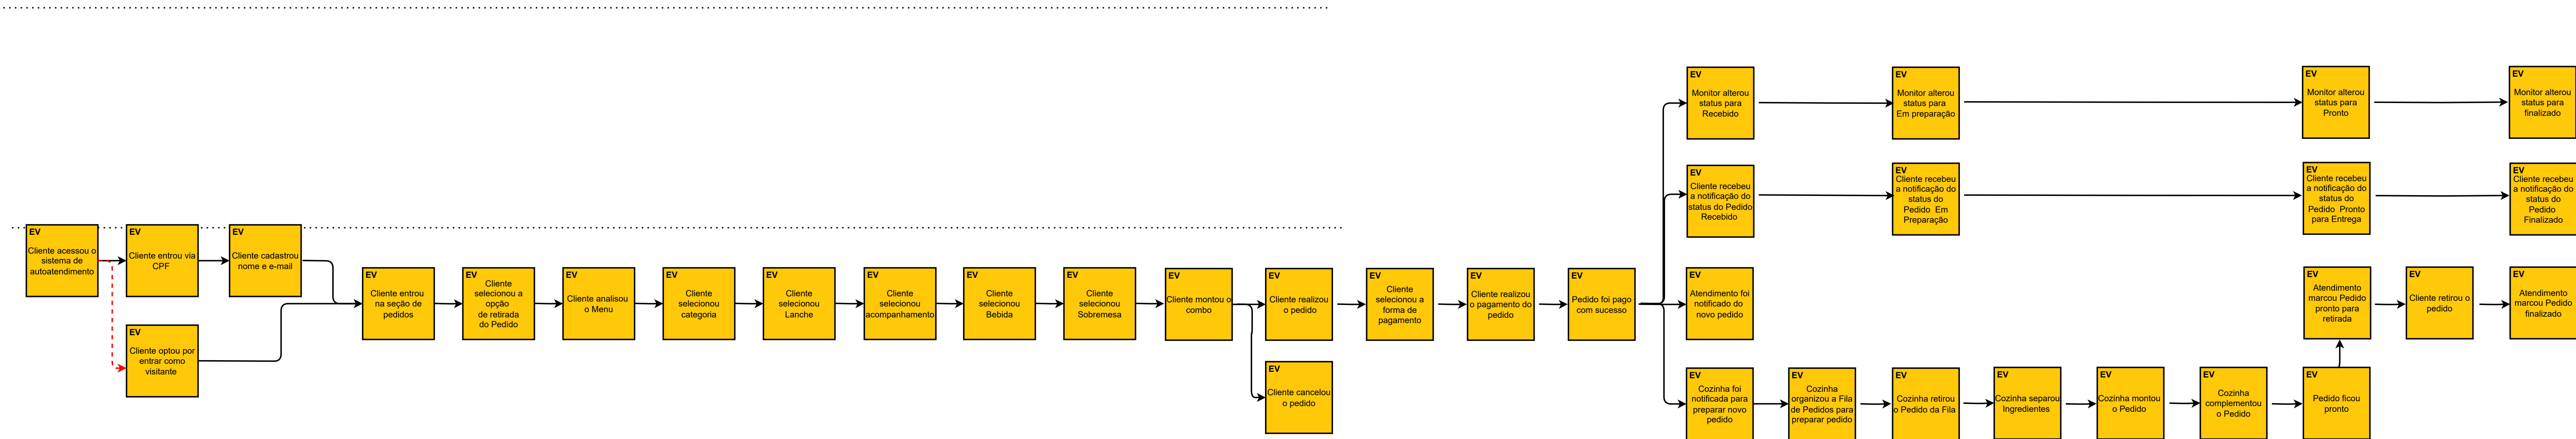 EV
Monitor alterou
status para
Recebido
EV
Monitor alterou
status para
Em preparação
EV
Monitor alterou
status para
Pronto
EV
Monitor alterou
status para
finalizado
EV
Cliente recebeu
a notificação do
status do Pedido
Recebido
EV
Cliente recebeu
a notificação do
status do
Pedido Em
Preparação
EV
Cliente recebeu
a notificação do
status do
Pedido Pronto
para Entrega
EV
Cliente recebeu
a notificação do
status do
Pedido
Finalizado
EV
Cliente acessou o
sistema de
autoatendimento
EV
Cliente entrou via
CPF
EV
Cliente cadastrou
nome e e-mail
EV
Cliente optou por
entrar como
visitante
EV
Cliente entrou
na seção de
pedidos
EV
Cliente
selecionou a
opção
de retirada
do Pedido
EV
Cliente analisou
o Menu
EV
Cliente
selecionou
categoria
EV
Cliente
selecionou
Lanche
EV
Cliente
selecionou
acompanhamento
EV
Cliente
selecionou
Bebida
EV
Cliente
selecionou
Sobremesa
EV
Cliente montou o
combo
EV
Cliente realizou
o pedido
EV
Cliente
selecionou a
forma de
pagamento
EV
Cliente realizou
o pagamento do
pedido
EV
Pedido foi pago
com sucesso
EV
Atendimento foi
notificado do
novo pedido
EV
Atendimento
marcou Pedido
pronto para
retirada
EV
Cliente retirou o
pedido
EV
Atendimento
marcou Pedido
finalizado
EV
Cliente cancelou
o pedido
EV
Cozinha foi
notificada para
preparar novo
pedido
EV
Cozinha
organizou a Fila
de Pedidos para
preparar pedido
EV
Cozinha retirou
o Pedido da Fila
EV
Cozinha separou
Ingredientes
EV
Cozinha montou
o Pedido
EV
Cozinha
complementou
o Pedido
EV
Pedido ficou
pronto